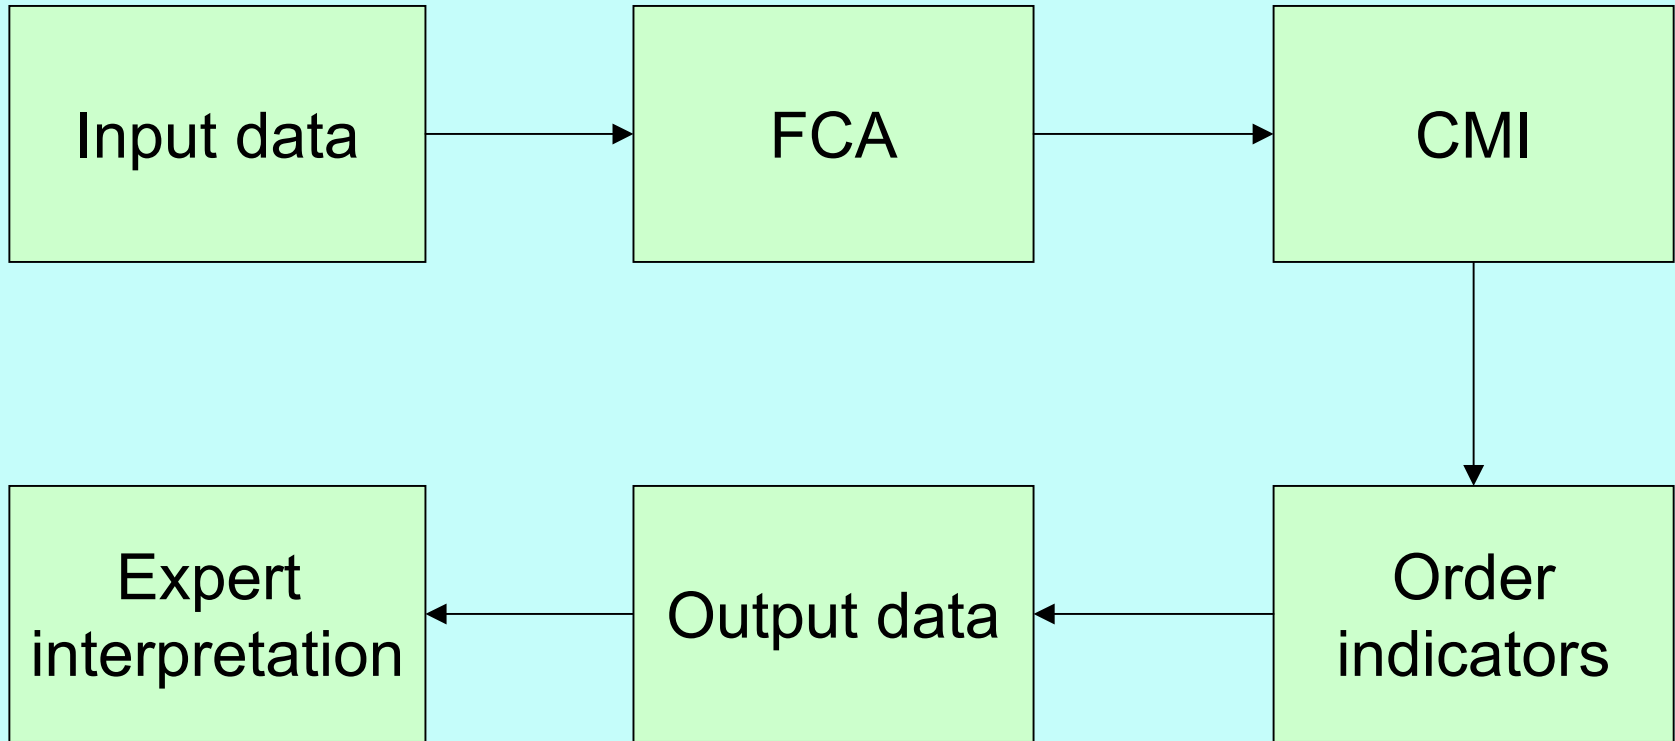 Input data
FCA
CMI
Expert
interpretation
Output data
Order
indicators